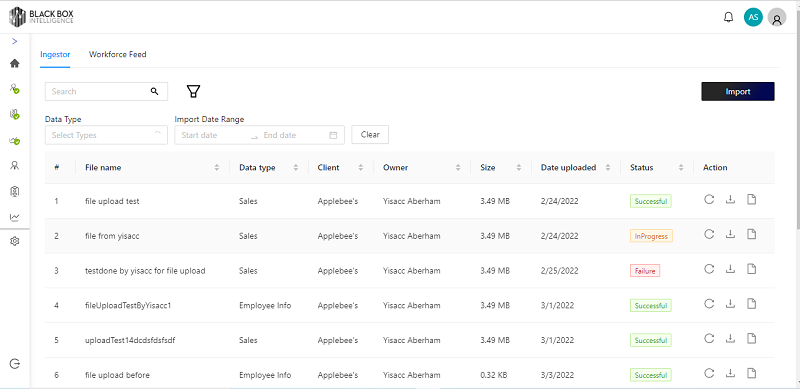 BLACK BOX
INTELLIGENCE
AS
Ingestor Workforce Feed
Search
Import
Data Type Import Date Range
Select Types Start date End date Clear
# File name Data type Client Owner Size Date uploaded Status Action
1 file upload test Sales Applebee's Yisacc Aberham 3.49 MB 2/24/2022 Successful
2 file from yisacc Sales Applebee's Yisacc Aberham 3.49 MB 2/24/2022 InProgress
3 testdone by yisacc for file upload Sales Applebee's Yisacc Aberham 3.49 MB 2/25/2022 Failure
4 fileUploadTestByYisacc1 Employee Info Applebee's Yisacc Aberham 3.49 MB 3/1/2022 Successful
5 uploadTest14dcdsfdsfsdf Sales Applebee's Yisacc Aberham 3.49 MB 3/1/2022 Successful
6 file upload before Employee Info Applebee's Yisacc Aberham 0.32 KB 3/3/2022 Successful